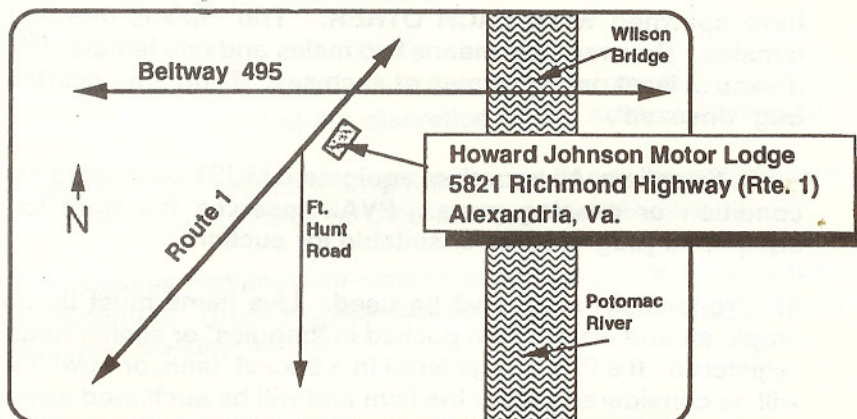 Wilson
Bridge
Beltway 495
Howard Johnson Motor Lodge
5821 Richmond Highway (Rte. 1)
Alexandria, Va.
N
Route I
Ft.
Hunt
Road
Potomac
River